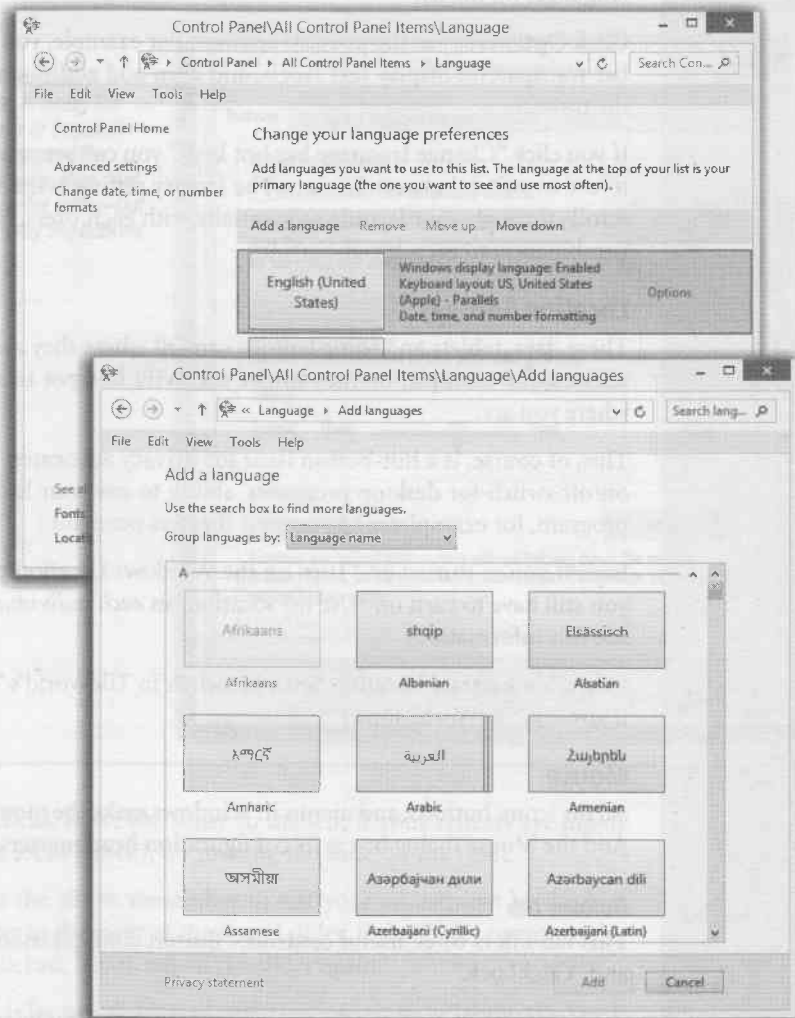 Control Panel\All Control Panel Items\Language
Control Panel ▸ All Control Panel Items ▸ Language
Search Con... 
File Edit View Tools Help
Control Panel Home
Advanced settings
Change date, time, or number
formats
Change your language preferences
Add languages you want to use to this list. The language at the top of your list is your
primary language (the one you want to see and use most often).
Add a language Remove Move up Move down
English (United
States)
Windows display language: Enabled
Keyboard layout: US, United States
(Apple) - Parallels
Date, time, and number formatting
Options
See al
Fonts
Locat
Control Panel\All Control Panel Items\Language\Add languages
« Language ▸ Add languages
Search lang...
File Edit View Tools Help
Add a language
Use the search box to find more languages.
Group languages by: Language name
A
Afrikaans
Afrikaans
shqip
Albanian
Elsässisch
Alsatian
አማርኛ
Amharic
العربية
Arabic
Հայերեն
Armenian
অসমীয়া
Assamese
Азәрбајҹан дили
Azerbaijani (Cyrillic)
Azərbaycan dili
Azerbaijani (Latin)
Privacy statement
Add
Cancel